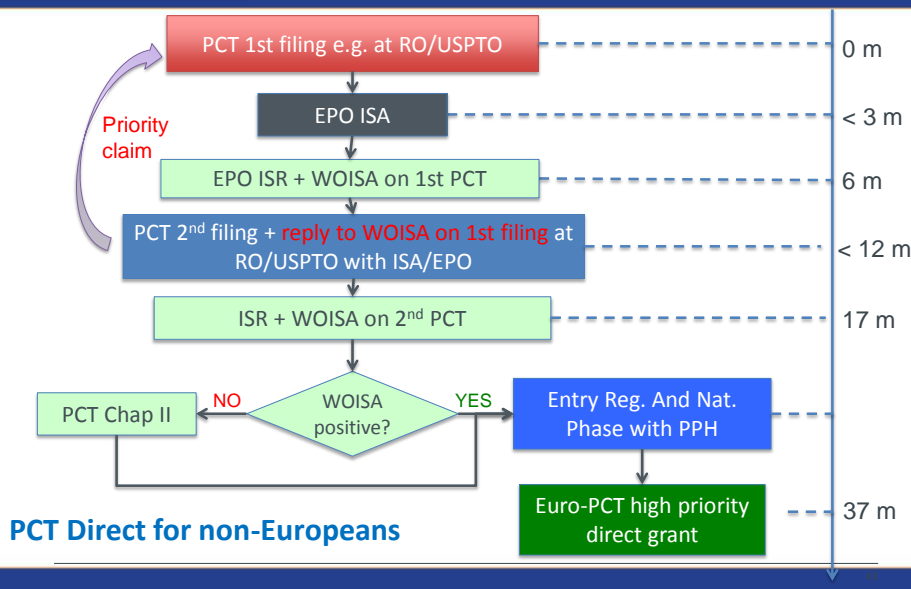 PCT 1st filing e.g. at RO/USPTO
0 m
EPO ISA
< 3 m
Priority
claim
EPO ISR + WOISA on 1st PCT
6 m
PCT 2nd filing + reply to WOISA on 1st filing at
RO/USPTO with ISA/EPO
< 12 m
ISR + WOISA on 2nd PCT
17 m
PCT Chap II
NO
WOISA
positive?
YES
Entry Reg. And Nat.
Phase with PPH
Euro-PCT high priority
direct grant
37 m
PCT Direct for non-Europeans